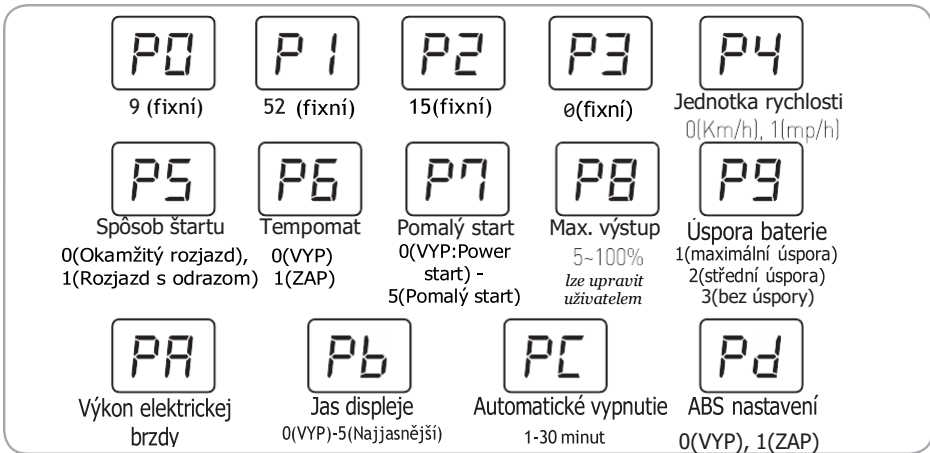 P0 P1 P2 P3 P4
9 (fixní) 52 (fixní) 15(fixní) 0(fixní) Jednotka rychlosti
0(Km/h), 1(mp/h)
P5 P6 P7 P8 P9
Spôsob štartu Tempomat Pomalý start Max. výstup Úspora baterie
0(Okamžitý rozjazd), 0(VYP) 0(VYP:Power 5~100% 1(maximální úspora)
1(Rozjazd s odrazom) 1(ZAP) start) - lze upravit 2(střední úspora)
5(Pomalý start) uživatelem 3(bez úspory)
PA Pb PC Pd
Výkon elektrickej Jas displeje Automatické vypnutie ABS nastavení
brzdy 0(VYP)-5(Najjasnější) 1-30 minut 0(VYP), 1(ZAP)